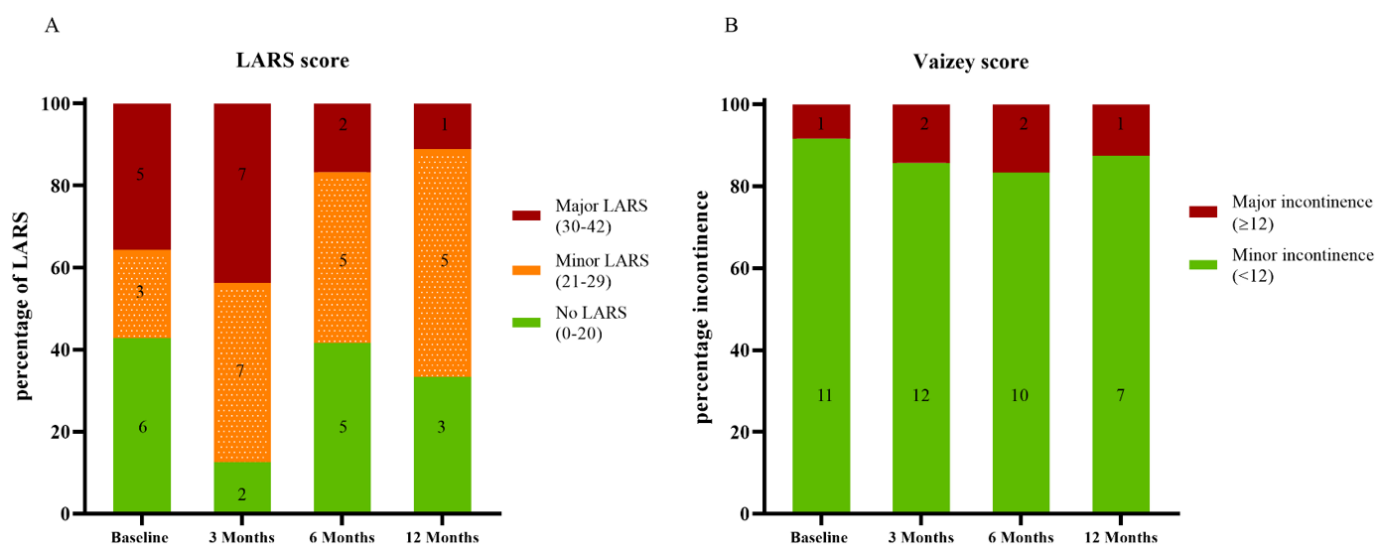 A
LARS score
percentage of LARS
100
80
60
40
20
0
5
3
6
7
7
2
2
5
5
1
5
3
Baseline
3 Months
6 Months
12 Months
Major LARS
(30-42)
Minor LARS
(21-29)
No LARS
(0-20)
B
Vaizey score
percentage incontinence
100
80
60
40
20
0
1
11
2
12
2
10
1
7
Baseline
3 Months
6 Months
12 Months
Major incontinence
(≥12)
Minor incontinence
(<12)